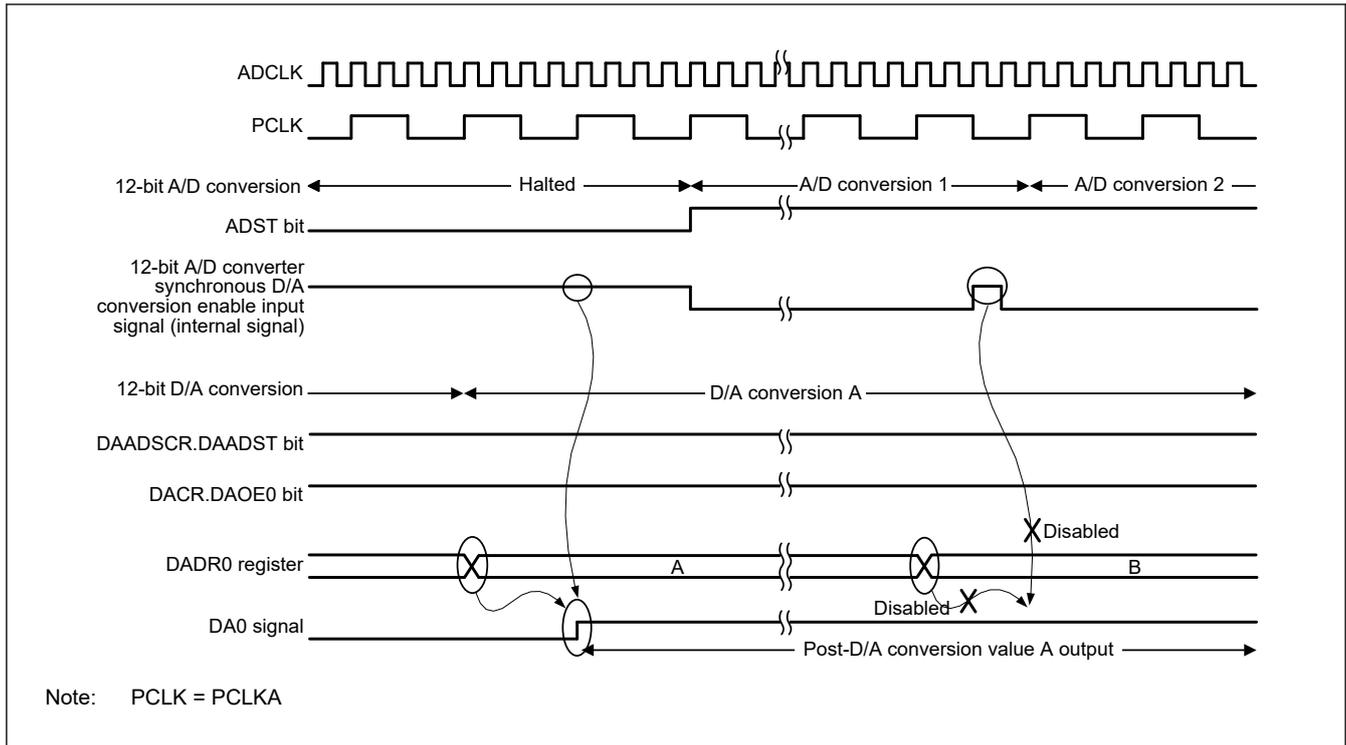 ADCLK
PCLK
12-bit A/D conversion
Halted
A/D conversion 1
A/D conversion 2
ADST bit
12-bit A/D converter
synchronous D/A
conversion enable input
signal (internal signal)
12-bit D/A conversion
D/A conversion A
DAADSCR.DAADST bit
DACR.DAOE0 bit
Disabled
DADR0 register
A
B
Disabled
DA0 signal
Post-D/A conversion value A output
Note: PCLK = PCLKA